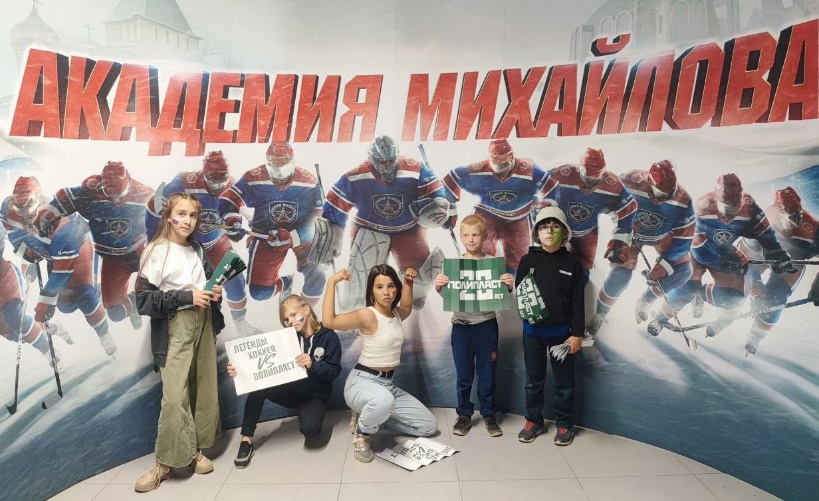 АКАДЕМИЯ МИХАЙЛОВА
ЛЕГЕНДЫ
ХОККЕЯ
VS
ПОЛИПЛАСТ
20
ПОЛИПЛАСТ
ЛЕТ